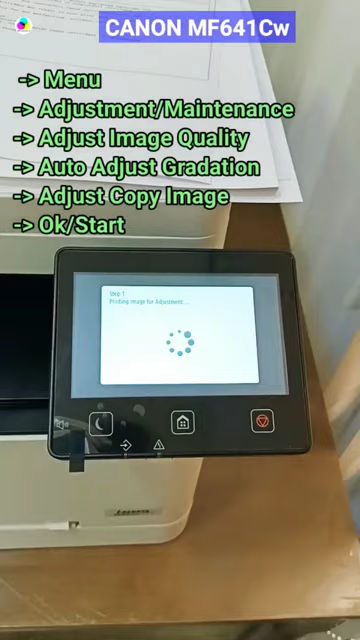 CANON MF641Cw
-> Menu
-> Adjustment/Maintenance
-> Adjust Image Quality
-> Auto Adjust Gradation
-> Adjust Copy Image
-> Ok/Start
Step 1
Printing image for Adjustment...